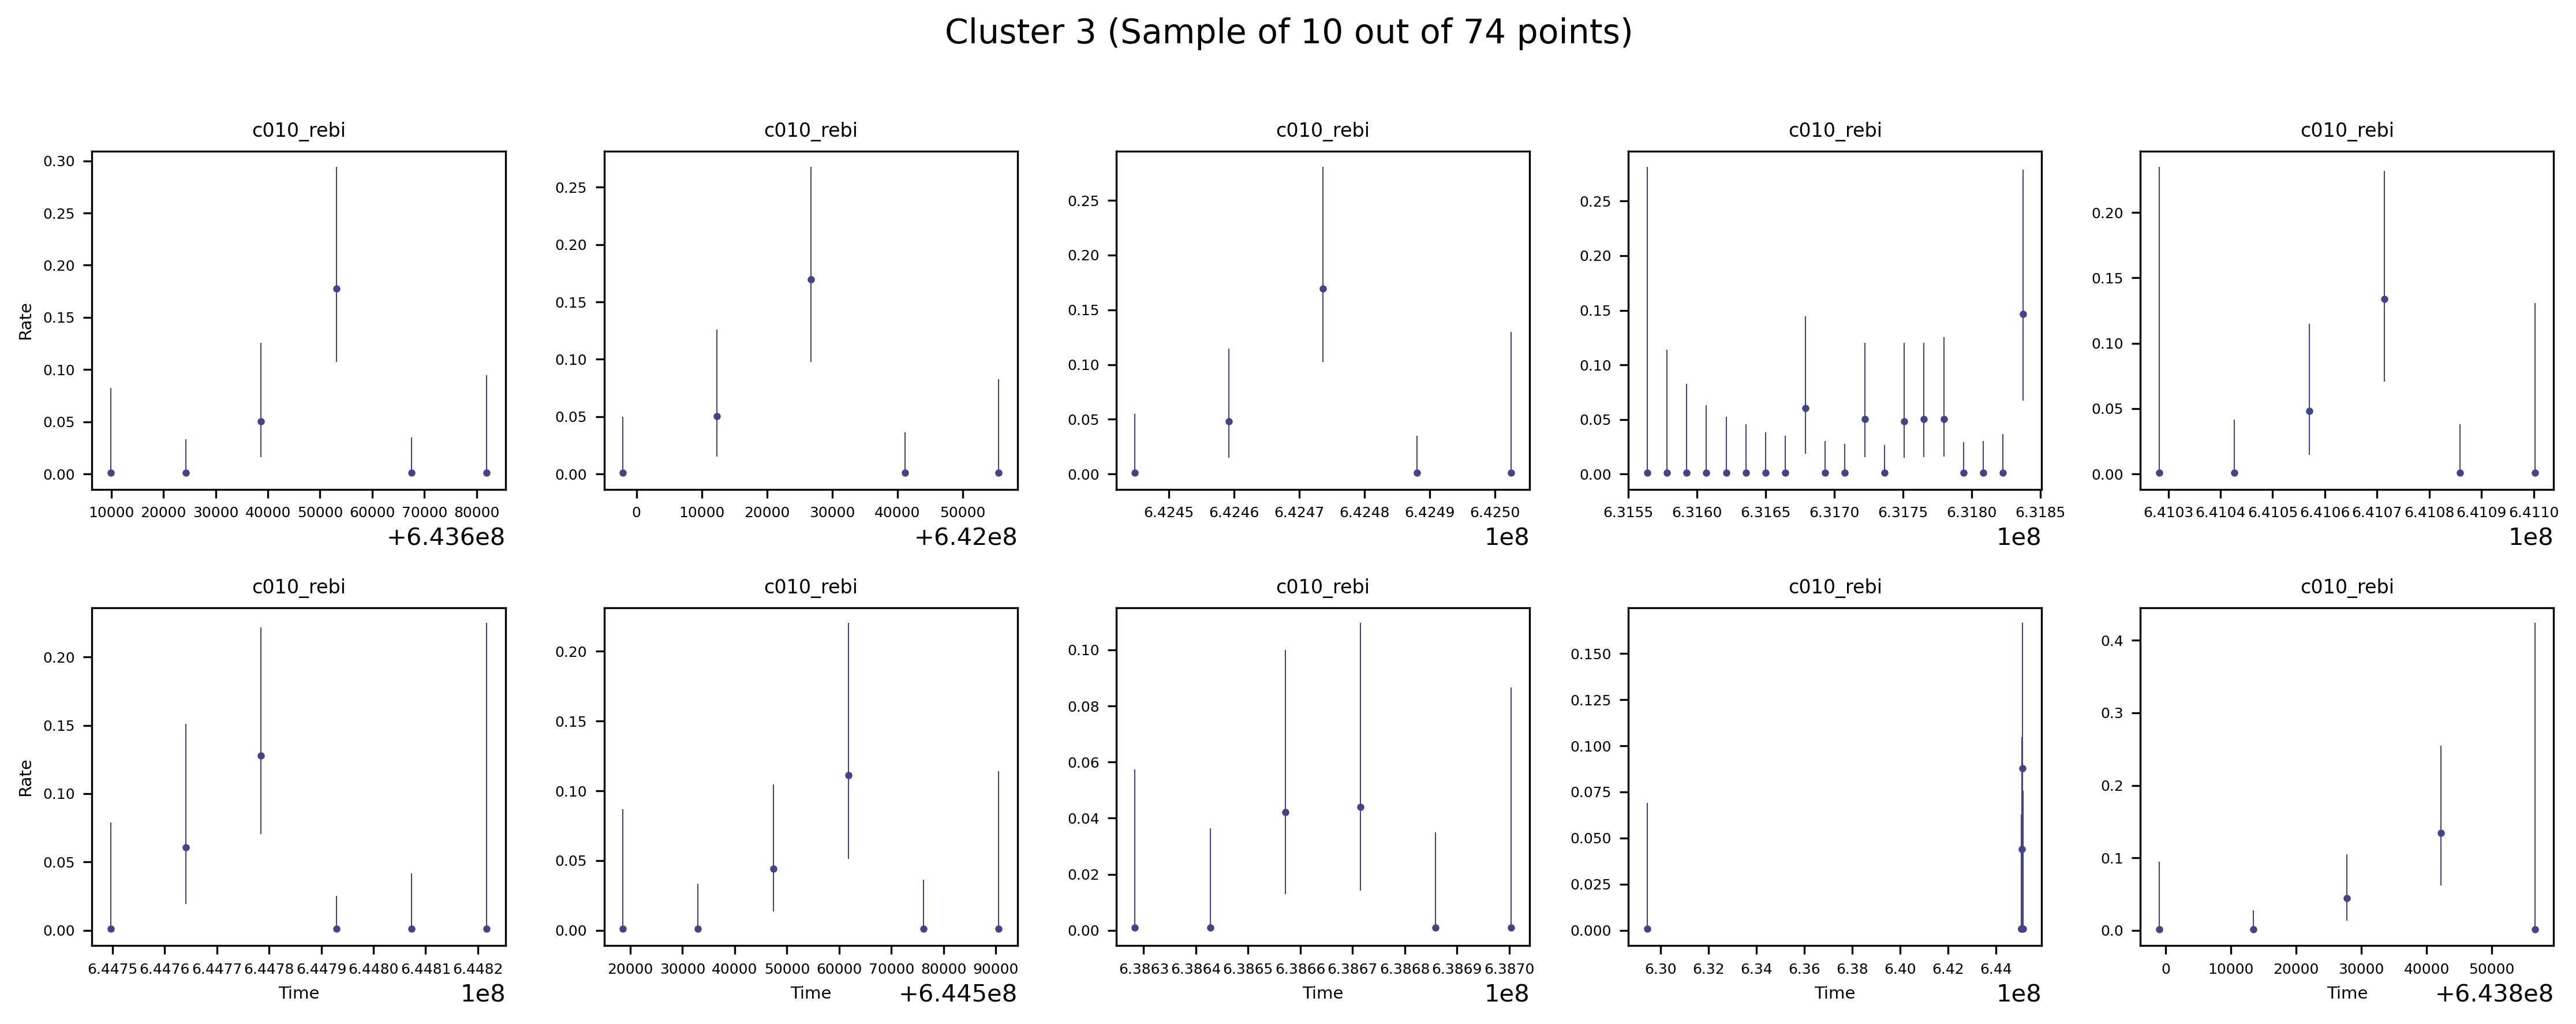 Cluster 3 (Sample of 10 out of 74 points)
c010_rebi c010_rebi c010_rebi c010_rebi c010_rebi
Rate
0.30
0.25
0.20
0.15
0.10
0.05
0.00
10000 20000 30000 40000 50000 60000 70000 80000
+6.436e8
0.25
0.20
0.15
0.10
0.05
0.00
0 10000 20000 30000 40000 50000
+6.42e8
0.25
0.20
0.15
0.10
0.05
0.00
6.4245 6.4246 6.4247 6.4248 6.4249 6.4250
1e8
0.25
0.20
0.15
0.10
0.05
0.00
6.3155 6.3160 6.3165 6.3170 6.3175 6.3180 6.3185
1e8
0.20
0.15
0.10
0.05
0.00
6.4103 6.4104 6.4105 6.4106 6.4107 6.4108 6.4109 6.4110
1e8
c010_rebi c010_rebi c010_rebi c010_rebi c010_rebi
Rate
0.20
0.15
0.10
0.05
0.00
6.4475 6.4476 6.4477 6.4478 6.4479 6.4480 6.4481 6.4482
Time
1e8
0.20
0.15
0.10
0.05
0.00
20000 30000 40000 50000 60000 70000 80000 90000
Time
+6.445e8
0.10
0.08
0.06
0.04
0.02
0.00
6.3863 6.3864 6.3865 6.3866 6.3867 6.3868 6.3869 6.3870
Time
1e8
0.150
0.125
0.100
0.075
0.050
0.025
0.000
6.30 6.32 6.34 6.36 6.38 6.40 6.42 6.44
Time
1e8
0.4
0.3
0.2
0.1
0.0
0 10000 20000 30000 40000 50000
Time
+6.438e8